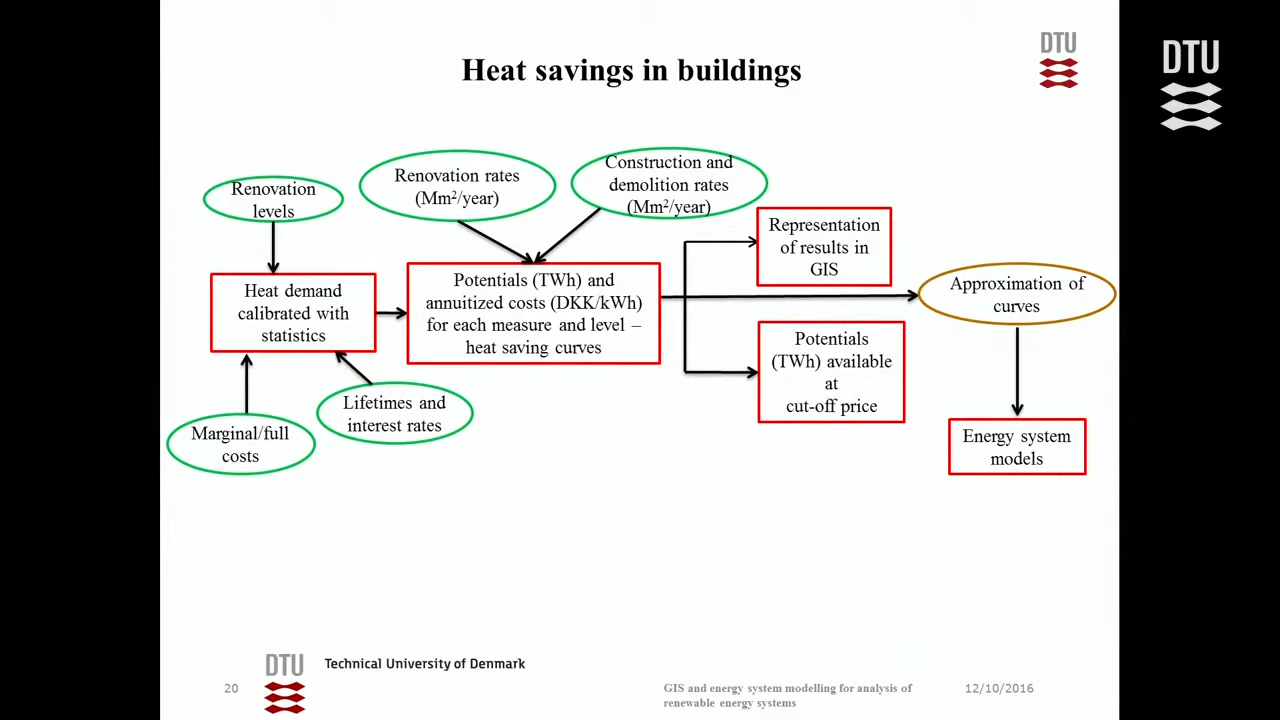 Heat savings in buildings
DTU
DTU
Renovation
levels
Renovation rates
(Mm²/year)
Construction and
demolition rates
(Mm²/year)
Heat demand
calibrated with
statistics
Potentials (TWh) and
annuitized costs (DKK/kWh)
for each measure and level –
heat saving curves
Representation
of results in
GIS
Approximation of
curves
Potentials
(TWh) available
at
cut-off price
Lifetimes and
interest rates
Marginal/full
costs
Energy system
models
20
DTU
Technical University of Denmark
GIS and energy system modelling for analysis of
renewable energy systems
12/10/2016